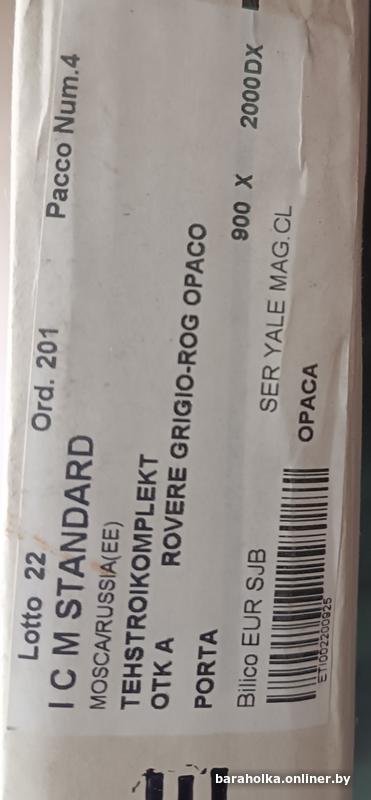 Lotto 22 Ord. 201 Pacco Num.4
I C M STANDARD
MOSCA/RUSSIA(EE)
TEHSTROIKOMPLEKT
OTK A ROVERE GRIGIO-ROG OPACO
PORTA 900 X 2000DX
Bilico EUR SJB SER YALE MAG.CL
OPACA
ETI002200925
baraholka.onliner.by